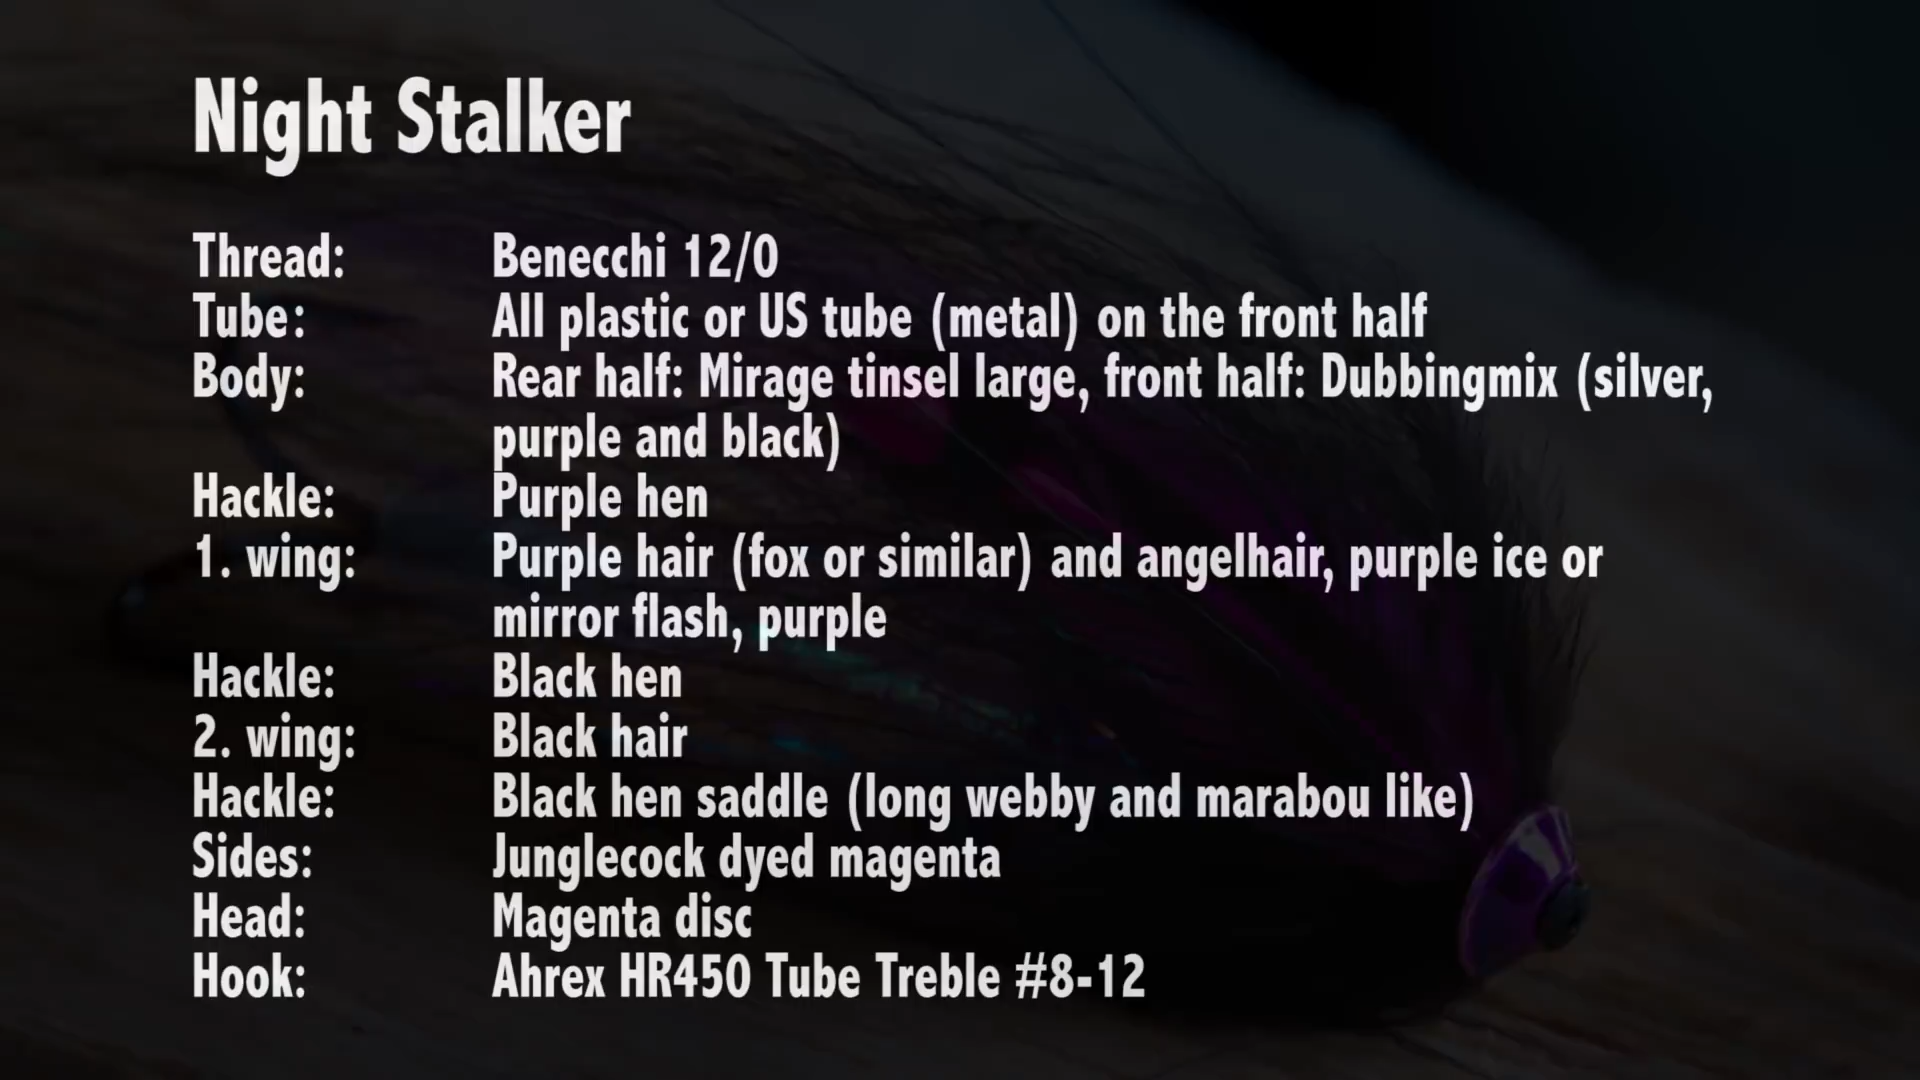 Night Stalker
Thread: Benecchi 12/0
Tube: All plastic or US tube (metal) on the front half
Body: Rear half: Mirage tinsel large, front half: Dubbingmix (silver,
purple and black)
Hackle: Purple hen
1. wing: Purple hair (fox or similar) and angelhair, purple ice or
mirror flash, purple
Hackle: Black hen
2. wing: Black hair
Hackle: Black hen saddle (long webby and marabou like)
Sides: Junglecock dyed magenta
Head: Magenta disc
Hook: Ahrex HR450 Tube Treble #8-12